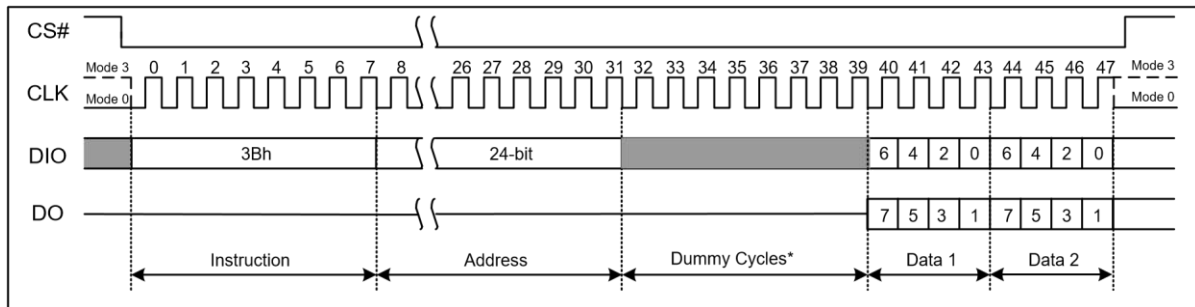 CS#
Mode 3 0 1 2 3 4 5 6 7 8 26 27 28 29 30 31 32 33 34 35 36 37 38 39 40 41 42 43 44 45 46 47 Mode 3
CLK
Mode 0 Mode 0
DIO 3Bh 24-bit 6 4 2 0 6 4 2 0
DO 7 5 3 1 7 5 3 1
Instruction Address Dummy Cycles* Data 1 Data 2